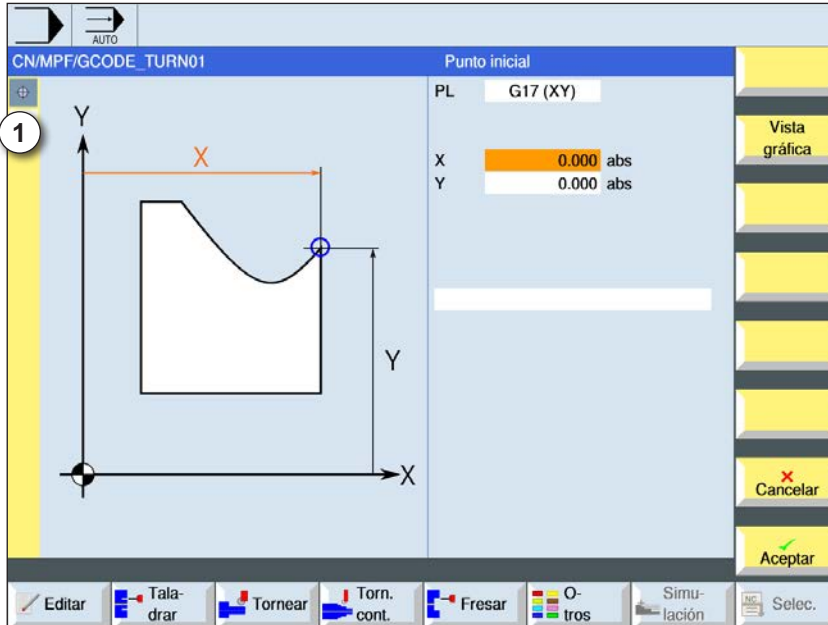 AUTO
CN/MPF/GCODE_TURN01
Punto inicial
PL G17 (XY)
X 0.000 abs
Y 0.000 abs
1
Y
X
Y
X
Vista
gráfica
Cancelar
Aceptar
Editar
Tala-
drar
Tornear
Torn.
cont.
Fresar
O-
tros
Simu-
lación
NC
Selec.